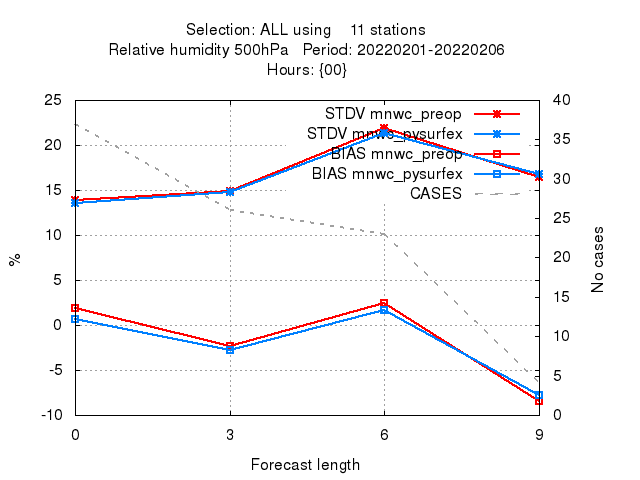 Selection: ALL using 11 stations
Relative humidity 500hPa Period: 20220201-20220206
Hours: {00}
25
20
15
10
5
0
-5
-10
%
40
35
30
25
20
15
10
5
0
No cases
STDV mnwc_preop
STDV mnwc_pysurfex
BIAS mnwc_preop
BIAS mnwc_pysurfex
CASES
0 3 6 9
Forecast length